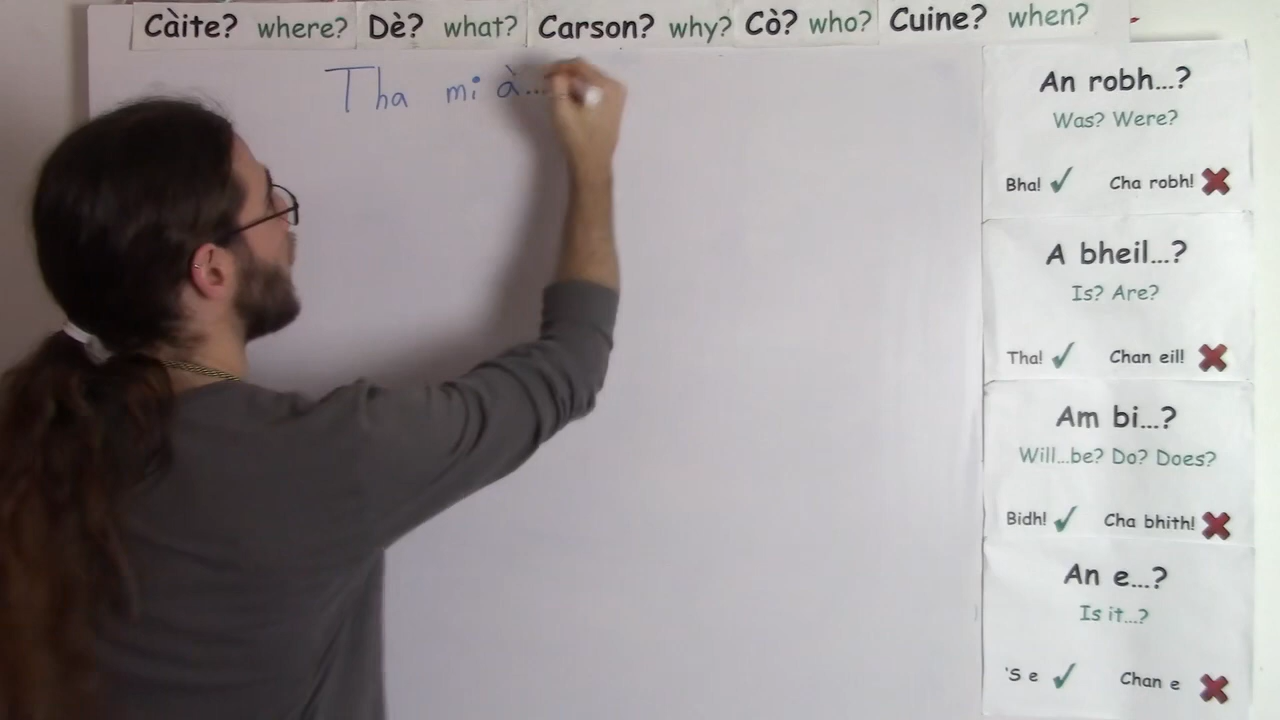 Càite? where? Dè? what? Carson? why? Cò? who? Cuine? when?
Tha mi à...
An robh...?
Was? Were?
Bha! Cha robh!
A bheil...?
Is? Are?
Tha! Chan eil!
Am bi...?
Will...be? Do? Does?
Bidh! Cha bhith!
An e...?
Is it...?
'S e Chan e